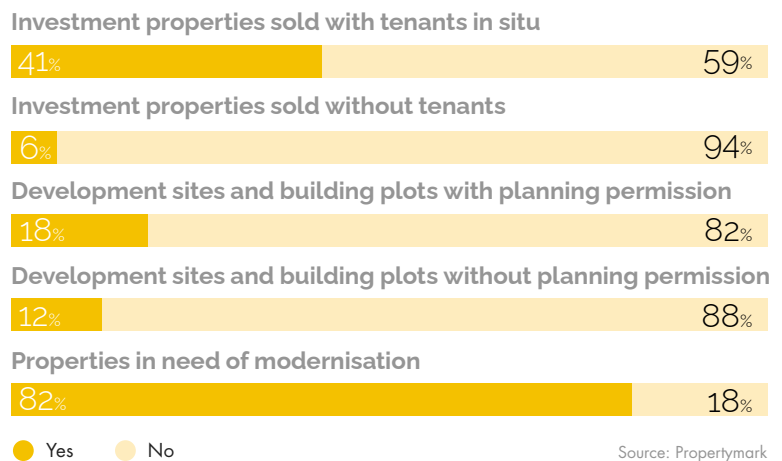 Investment properties sold with tenants in situ
41% 59%
Investment properties sold without tenants
6% 94%
Development sites and building plots with planning permission
18% 82%
Development sites and building plots without planning permission
12% 88%
Properties in need of modernisation
82% 18%
Yes No
Source: Propertymark